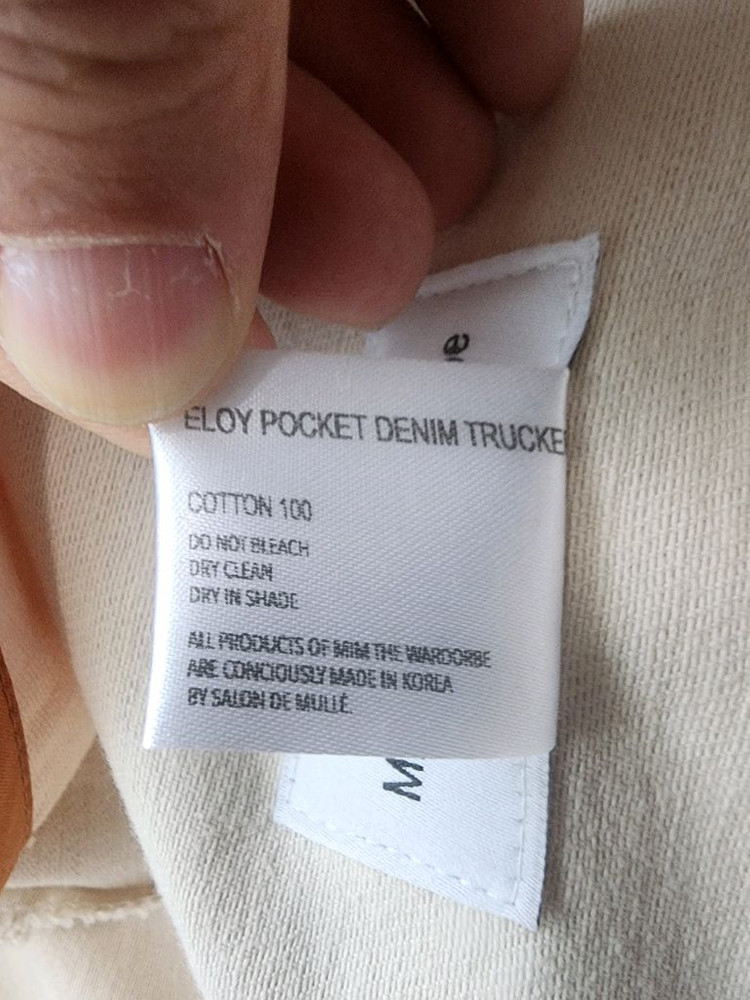 e
ELOY POCKET DENIM TRUCKE
COTTON 100
DO NOT BLEACH
DRY CLEAN
DRY IN SHADE
ALL PRODUCTS OF MIM THE WARDORBE
ARE CONCIOUSLY MADE IN KOREA
BY SALON DE MULLÉ.
M